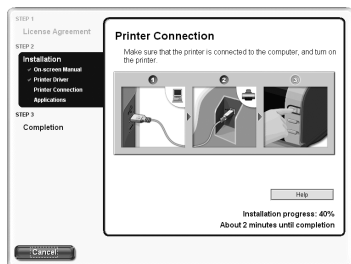 STEP 1
License Agreement
STEP 2
Installation
✓ On-screen Manual
✓ Printer Driver
Printer Connection
Applications
STEP 3
Completion
Printer Connection
Make sure that the printer is connected to the computer, and turn on
the printer.
1 2 3
Help
Installation progress: 40%
About 2 minutes until completion
Cancel